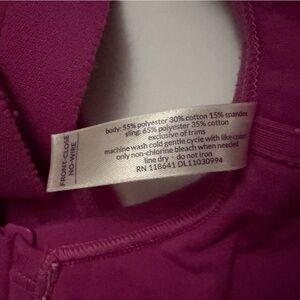 FRONT-CLOSE
NO-WIRE
body: 55% polyester 30% cotton 15% spandex
sling: 65% polyester 35% cotton
exclusive of trims
machine wash cold gentle cycle with like colors
only non-chlorine bleach when needed
line dry · do not iron
RN 118641 DL11030994